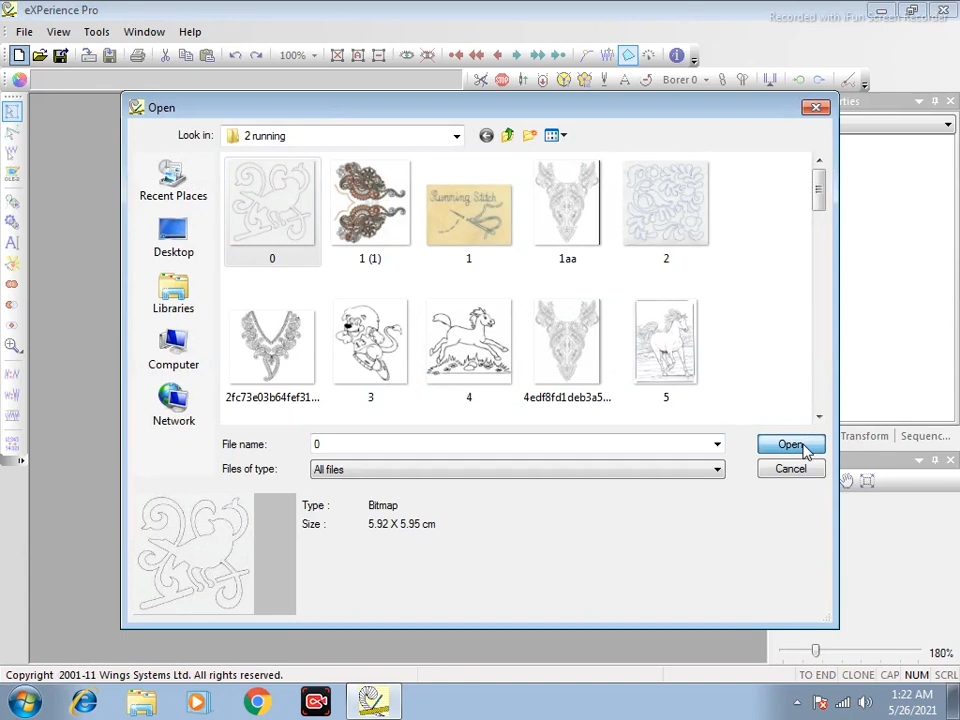 eXPerience Pro
Recorded with iFun Screen Recorder
File View Tools Window Help
100%
Borer 0
Open
Look in: 2 running
Recent Places
Desktop
Libraries
Computer
Network
0 1 (1) 1 1aa 2
Running Stitch
2fc73e03b64fef31... 3 4 4edf8fd1deb3a5... 5
File name: 0 Open
Files of type: All files Cancel
Type : Bitmap
Size : 5.92 X 5.95 cm
erties
Transform Sequenc...
180%
Copyright 2001-11 Wings Systems Ltd. All rights reserved.
TO END CLONE CAP NUM SCRL
1:22 AM
5/26/2021